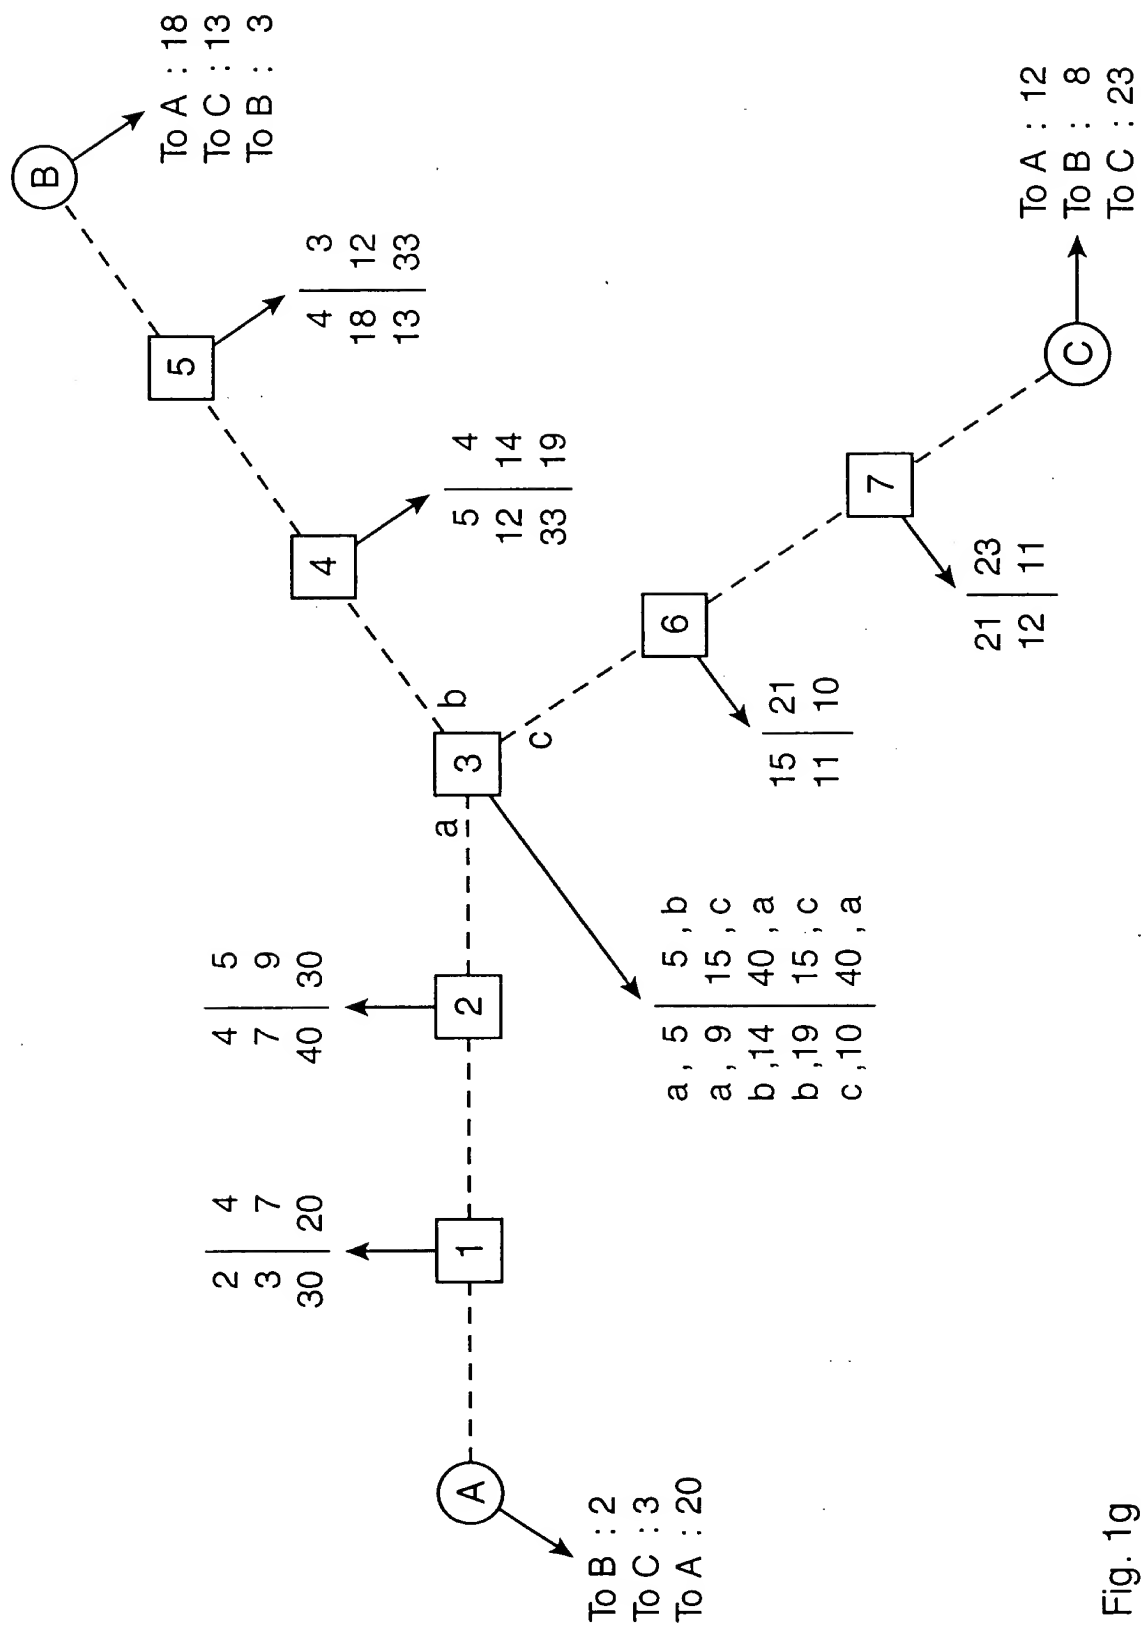 B
To A : 18
To C : 13
To B : 3
5
4 | 3
18 | 12
13 | 33
4
5 | 4
12 | 14
33 | 19
2 | 4
3 | 7
30 | 20
4 | 5
7 | 9
40 | 30
A
1
2
a
3
b
c
To B : 2
To C : 3
To A : 20
a, 5 | 5, b
a, 9 | 15, c
b, 14 | 40, a
b, 19 | 15, c
c, 10 | 40, a
6
15 | 21
11 | 10
7
21 | 23
12 | 11
C
To A : 12
To B : 8
To C : 23
Fig. 1g